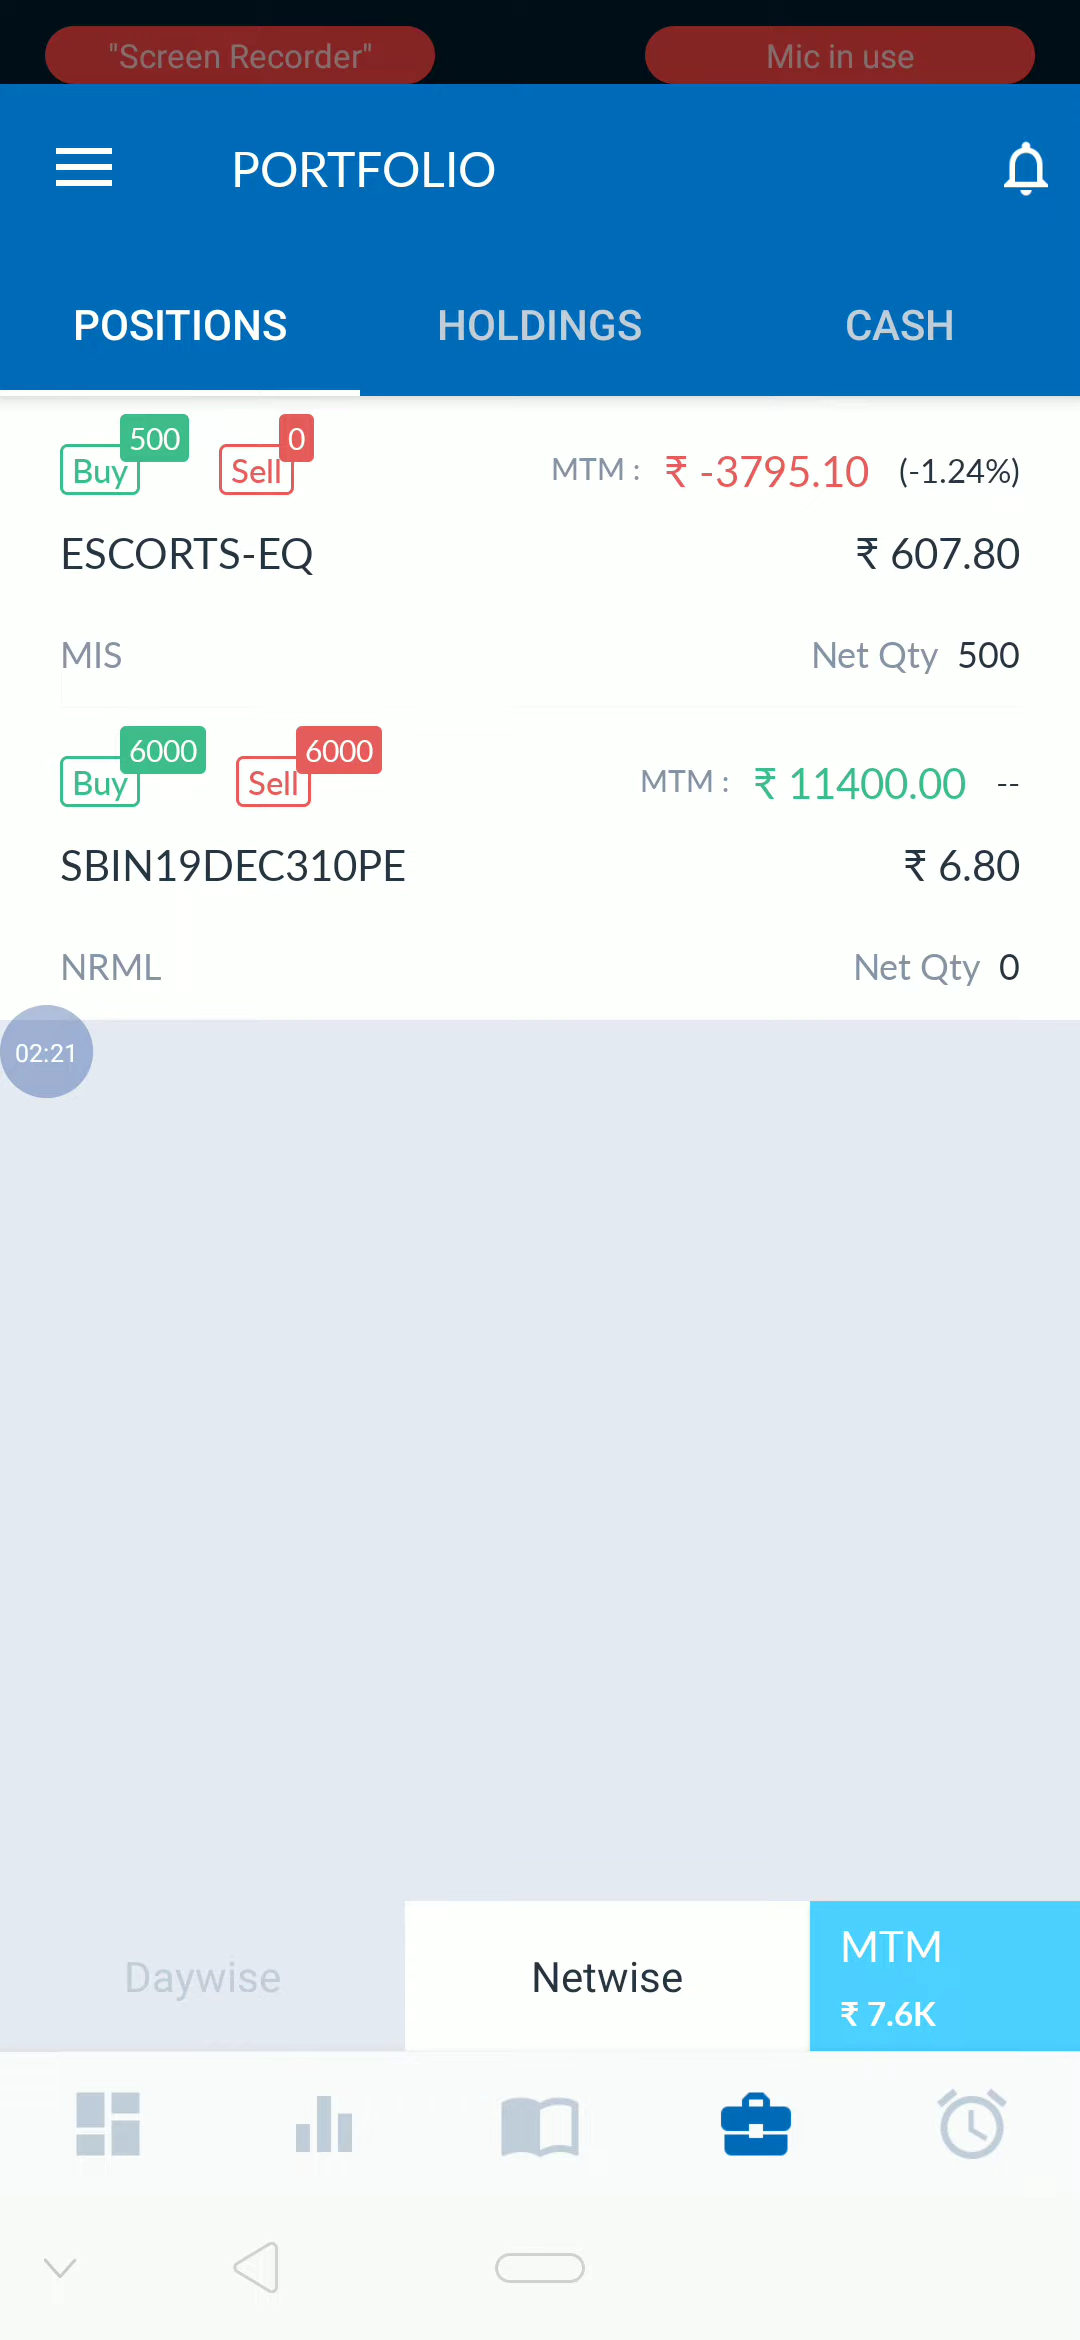 "Screen Recorder" Mic in use
PORTFOLIO
POSITIONS HOLDINGS CASH
Buy 500 Sell 0 MTM : ₹ -3795.10 (-1.24%)
ESCORTS-EQ ₹ 607.80
MIS Net Qty 500
Buy 6000 Sell 6000 MTM : ₹ 11400.00 --
SBIN19DEC310PE ₹ 6.80
NRML Net Qty 0
02:21
Daywise Netwise MTM
₹ 7.6K